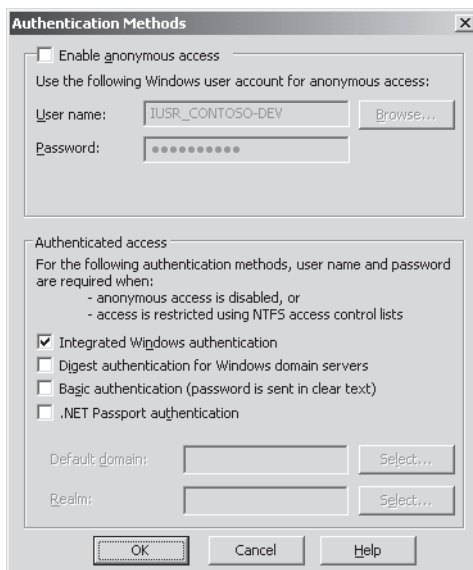 Authentication Methods
Enable anonymous access
Use the following Windows user account for anonymous access:
User name:
IUSR_CONTOSO-DEV
Browse...
Password:
●●●●●●●●●●
Authenticated access
For the following authentication methods, user name and password
are required when:
- anonymous access is disabled, or
- access is restricted using NTFS access control lists
Integrated Windows authentication
Digest authentication for Windows domain servers
Basic authentication (password is sent in clear text)
.NET Passport authentication
Default domain:
Select...
Realm:
Select...
OK
Cancel
Help